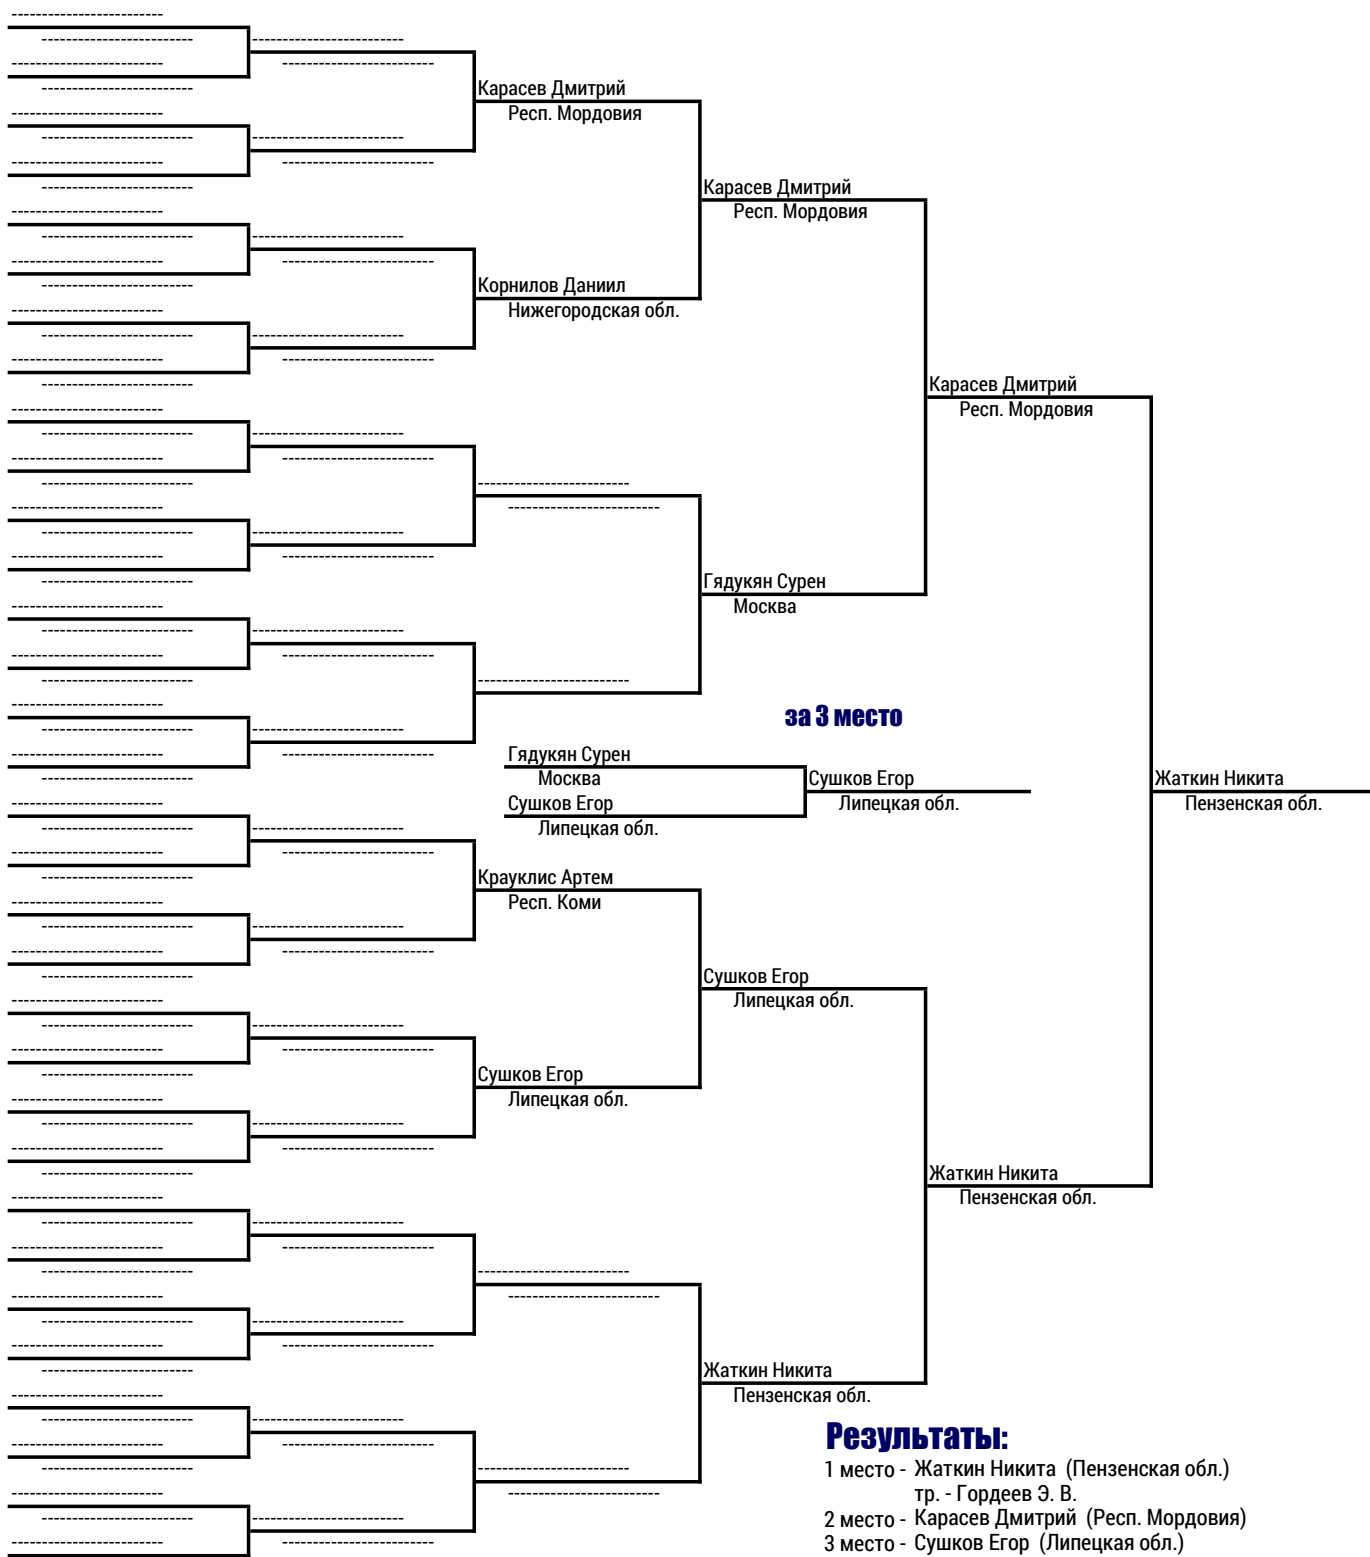 Карасев Дмитрий
Респ. Мордовия
Карасев Дмитрий
Респ. Мордовия
Корнилов Даниил
Нижегородская обл.
Карасев Дмитрий
Респ. Мордовия
Гядукян Сурен
Москва
за 3 место
Гядукян Сурен
Москва
Сушков Егор
Липецкая обл.
Сушков Егор
Липецкая обл.
Жаткин Никита
Пензенская обл.
Крауклис Артем
Респ. Коми
Сушков Егор
Липецкая обл.
Сушков Егор
Липецкая обл.
Жаткин Никита
Пензенская обл.
Жаткин Никита
Пензенская обл.
Результаты:
1 место - Жаткин Никита (Пензенская обл.)
тр. - Гордеев Э. В.
2 место - Карасев Дмитрий (Респ. Мордовия)
3 место - Сушков Егор (Липецкая обл.)